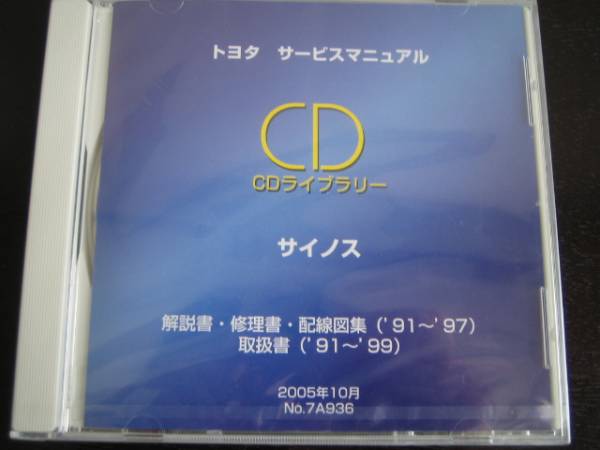 トヨタ サービスマニュアル
CD
CDライブラリー
サイノス
解説書・修理書・配線図集('91～'97)
取扱書('91～'99)
2005年10月
No.7A936